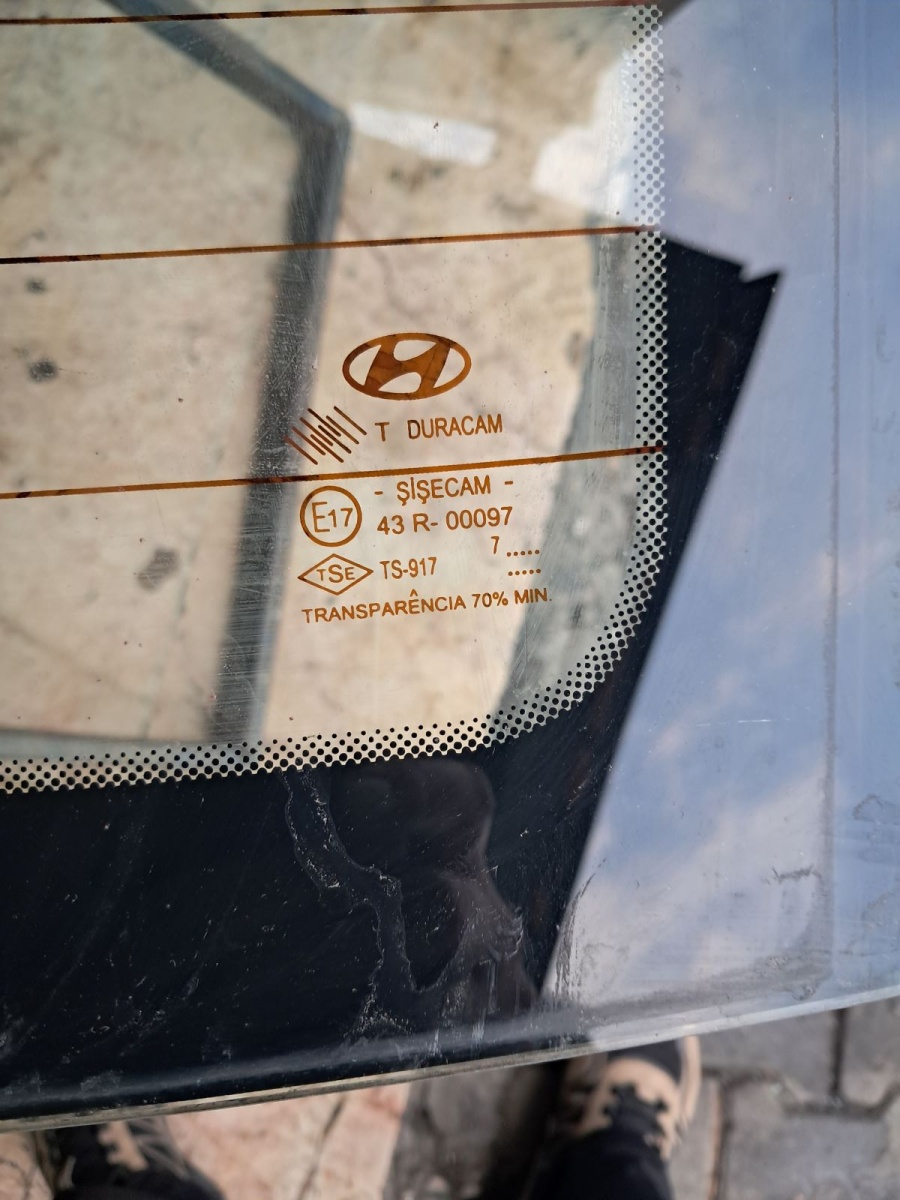 T DURACAM
- ŞİŞECAM -
E17 43 R- 00097
7 .....
TSE TS-917 .....
TRANSPARÊNCIA 70% MIN.